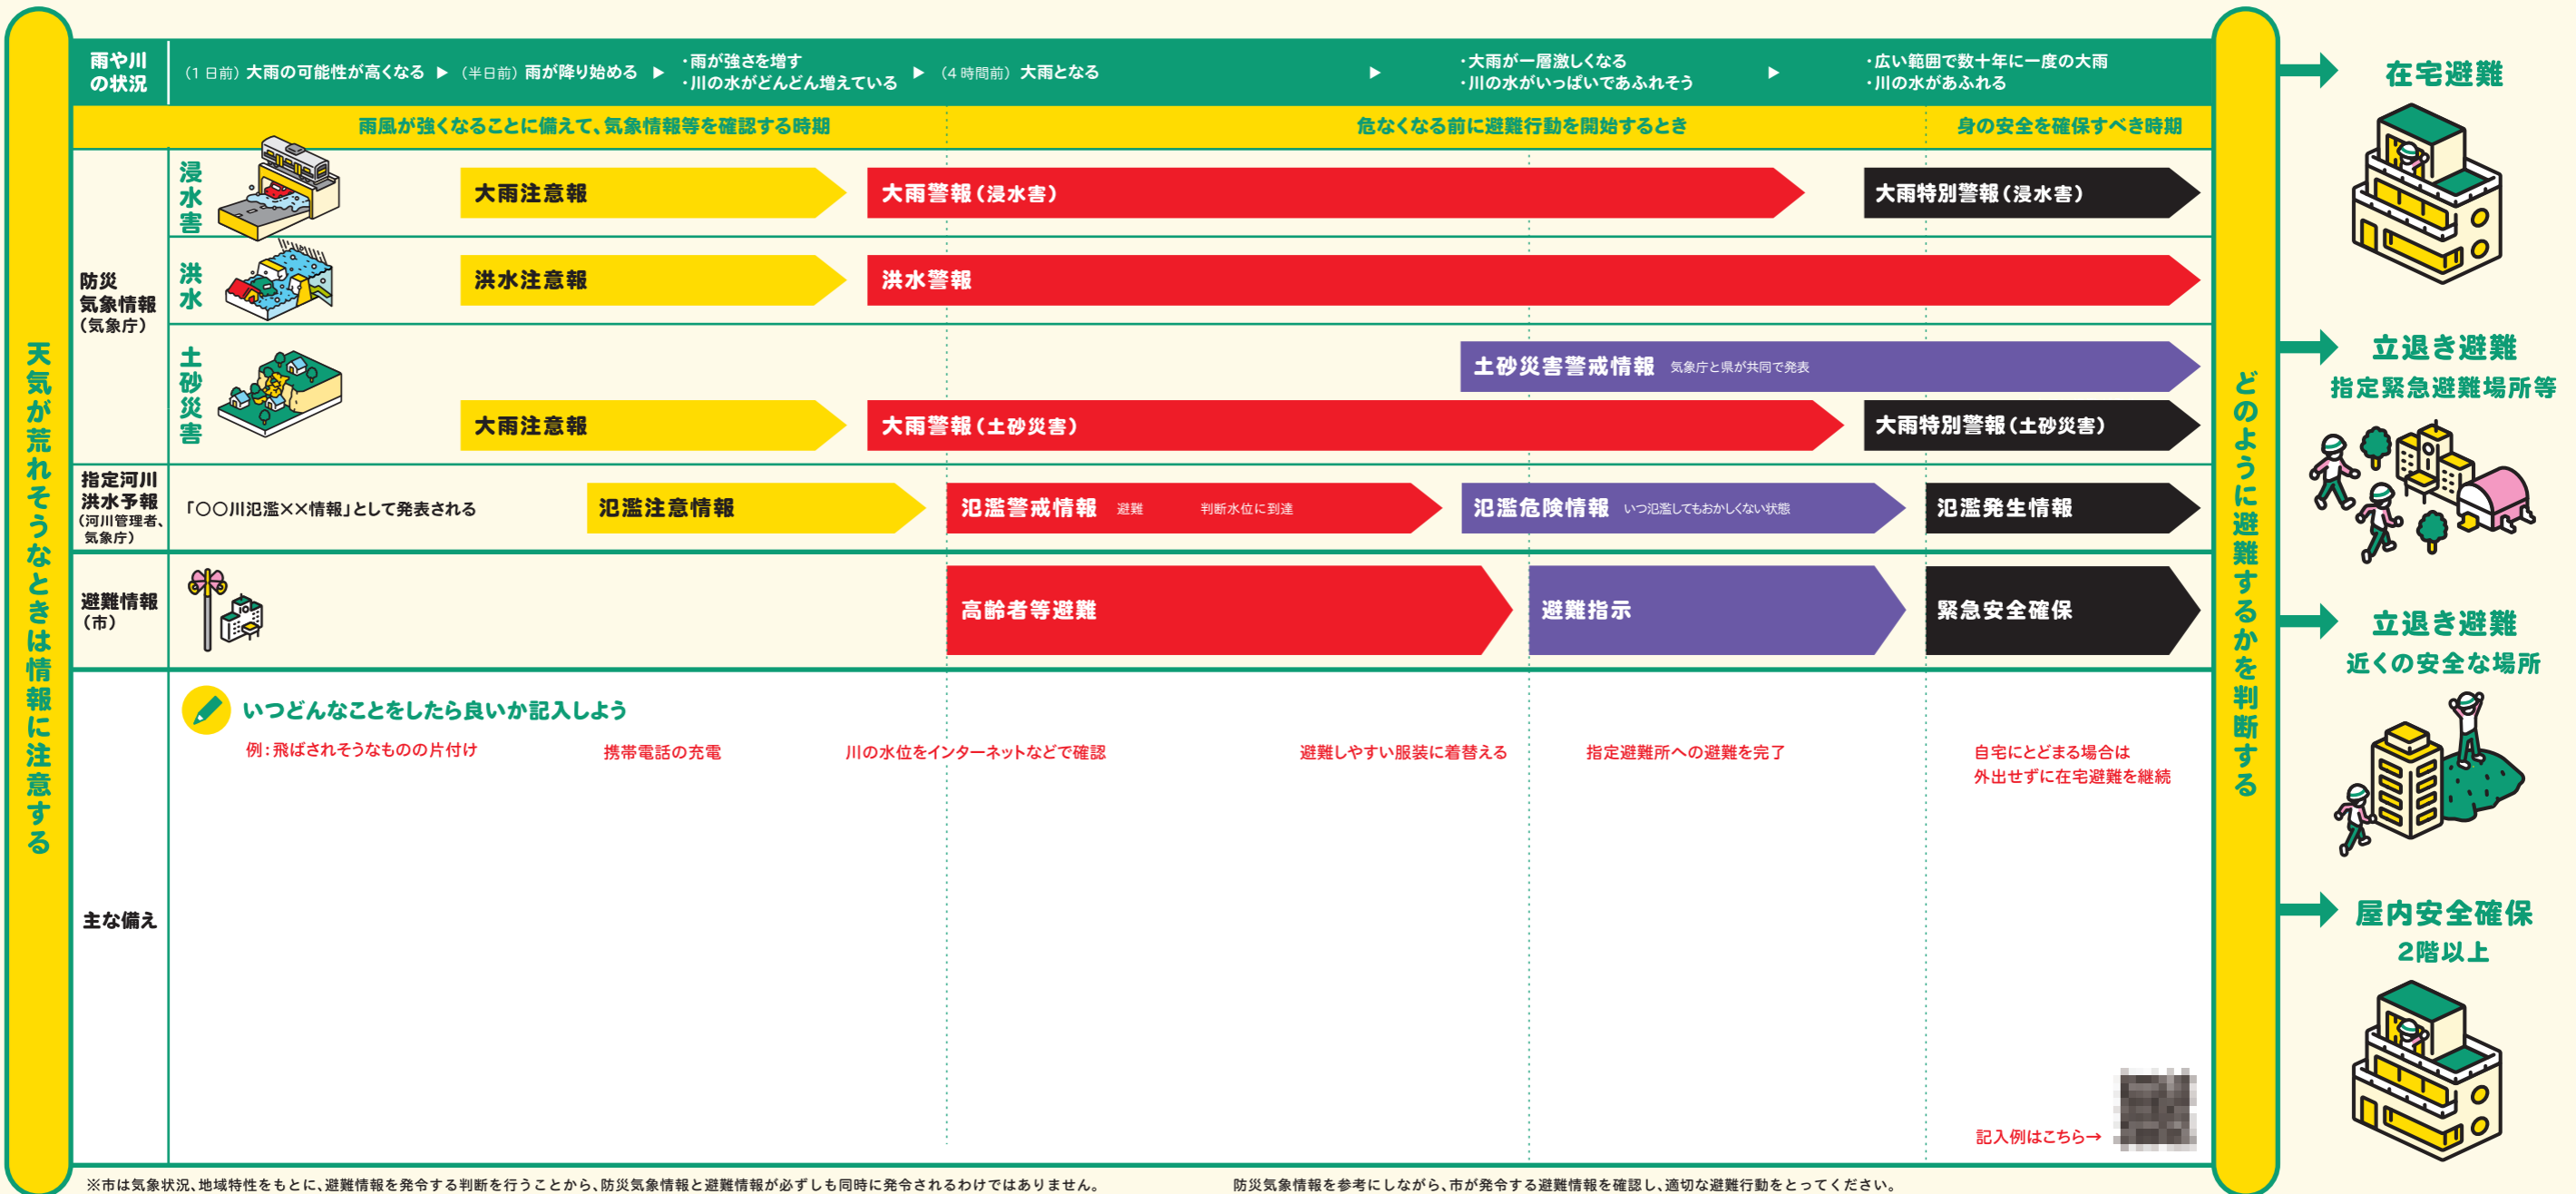 天気が荒れそうなときは情報に注意する
雨や川
の状況
（1日前）大雨の可能性が高くなる ▶ （半日前）雨が降り始める ▶
・雨が強さを増す
・川の水がどんどん増えている
▶ （4時間前）大雨となる
▶
・大雨が一層激しくなる
・川の水がいっぱいであふれそう
▶
・広い範囲で数十年に一度の大雨
・川の水があふれる
雨風が強くなることに備えて、気象情報等を確認する時期
危なくなる前に避難行動を開始するとき
身の安全を確保すべき時期
防災
気象情報
（気象庁）
浸水害
大雨注意報
大雨警報（浸水害）
大雨特別警報（浸水害）
洪水
洪水注意報
洪水警報
土砂災害
土砂災害警戒情報 気象庁と県が共同で発表
大雨注意報
大雨警報（土砂災害）
大雨特別警報（土砂災害）
指定河川
洪水予報
（河川管理者、
気象庁）
「〇〇川氾濫××情報」として発表される
氾濫注意情報
氾濫警戒情報 避難 判断水位に到達
氾濫危険情報 いつ氾濫してもおかしくない状態
氾濫発生情報
避難情報
（市）
高齢者等避難
避難指示
緊急安全確保
主な備え
いつどんなことをしたら良いか記入しよう
例：飛ばされそうなものの片付け
携帯電話の充電
川の水位をインターネットなどで確認
避難しやすい服装に着替える
指定避難所への避難を完了
自宅にとどまる場合は
外出せずに在宅避難を継続
記入例はこちら→
※市は気象状況、地域特性をもとに、避難情報を発令する判断を行うことから、防災気象情報と避難情報が必ずしも同時に発令されるわけではありません。
防災気象情報を参考にしながら、市が発令する避難情報を確認し、適切な避難行動をとってください。
どのように避難するかを判断する
在宅避難
立退き避難
指定緊急避難場所等
立退き避難
近くの安全な場所
屋内安全確保
2階以上